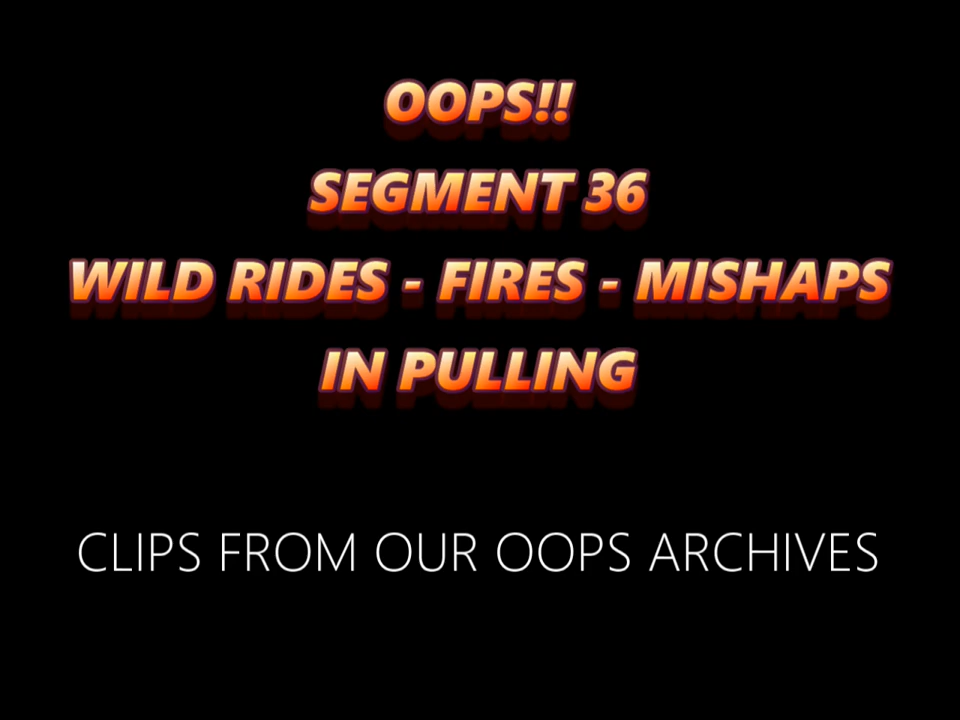 OOPS!!
SEGMENT 36
WILD RIDES - FIRES - MISHAPS
IN PULLING
CLIPS FROM OUR OOPS ARCHIVES